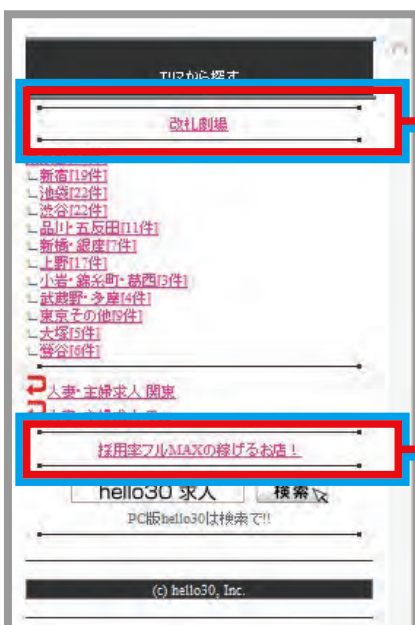 エリアから探す
改札劇場
∟新宿[19件]
∟池袋[22件]
∟渋谷[22件]
∟品川・五反田[11件]
∟新橋・銀座[7件]
∟上野[17件]
∟小岩・錦糸町・葛西[3件]
∟武蔵野・多摩[4件]
∟東京その他[9件]
∟大塚[5件]
∟鶯谷[6件]
人妻・主婦求人 関東
採用率フルMAXの稼げるお店!
hello30 求人 検索
PC版hello30は検索で!!
(c) hello30, Inc.